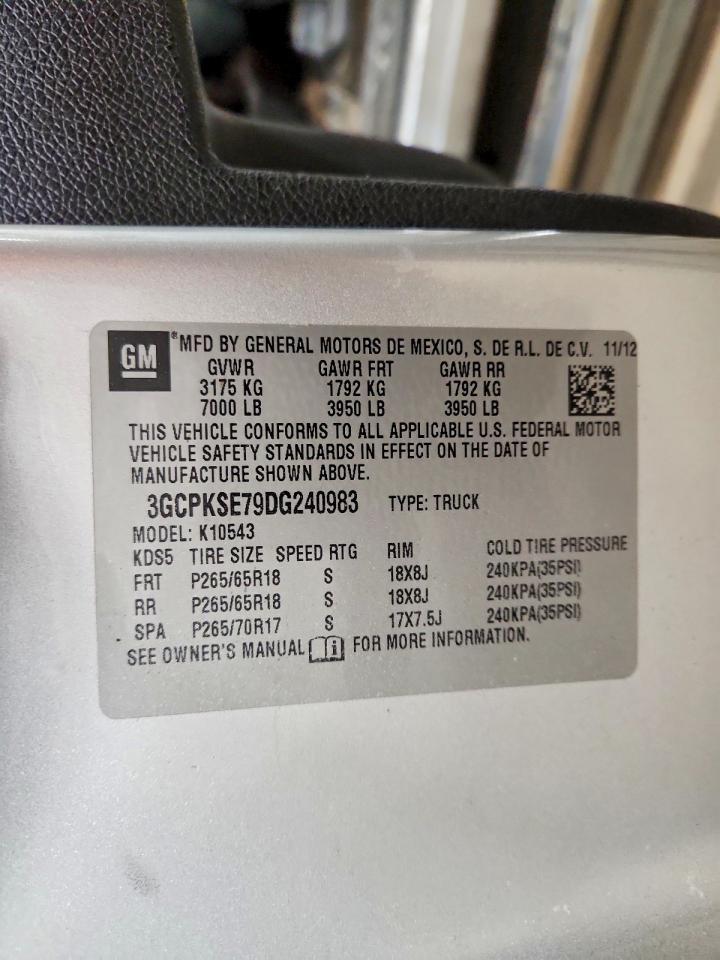 GM ®MFD BY GENERAL MOTORS DE MEXICO, S. DE R.L. DE C.V. 11/12
GVWR GAWR FRT GAWR RR
3175 KG 1792 KG 1792 KG
7000 LB 3950 LB 3950 LB
THIS VEHICLE CONFORMS TO ALL APPLICABLE U.S. FEDERAL MOTOR
VEHICLE SAFETY STANDARDS IN EFFECT ON THE DATE OF
MANUFACTURE SHOWN ABOVE.
3GCPKSE79DG240983 TYPE: TRUCK
MODEL: K10543
KDS5 TIRE SIZE SPEED RTG RIM COLD TIRE PRESSURE
FRT P265/65R18 S 18X8J 240KPA(35PSI)
RR P265/65R18 S 18X8J 240KPA(35PSI)
SPA P265/70R17 S 17X7.5J 240KPA(35PSI)
SEE OWNER'S MANUAL i FOR MORE INFORMATION.